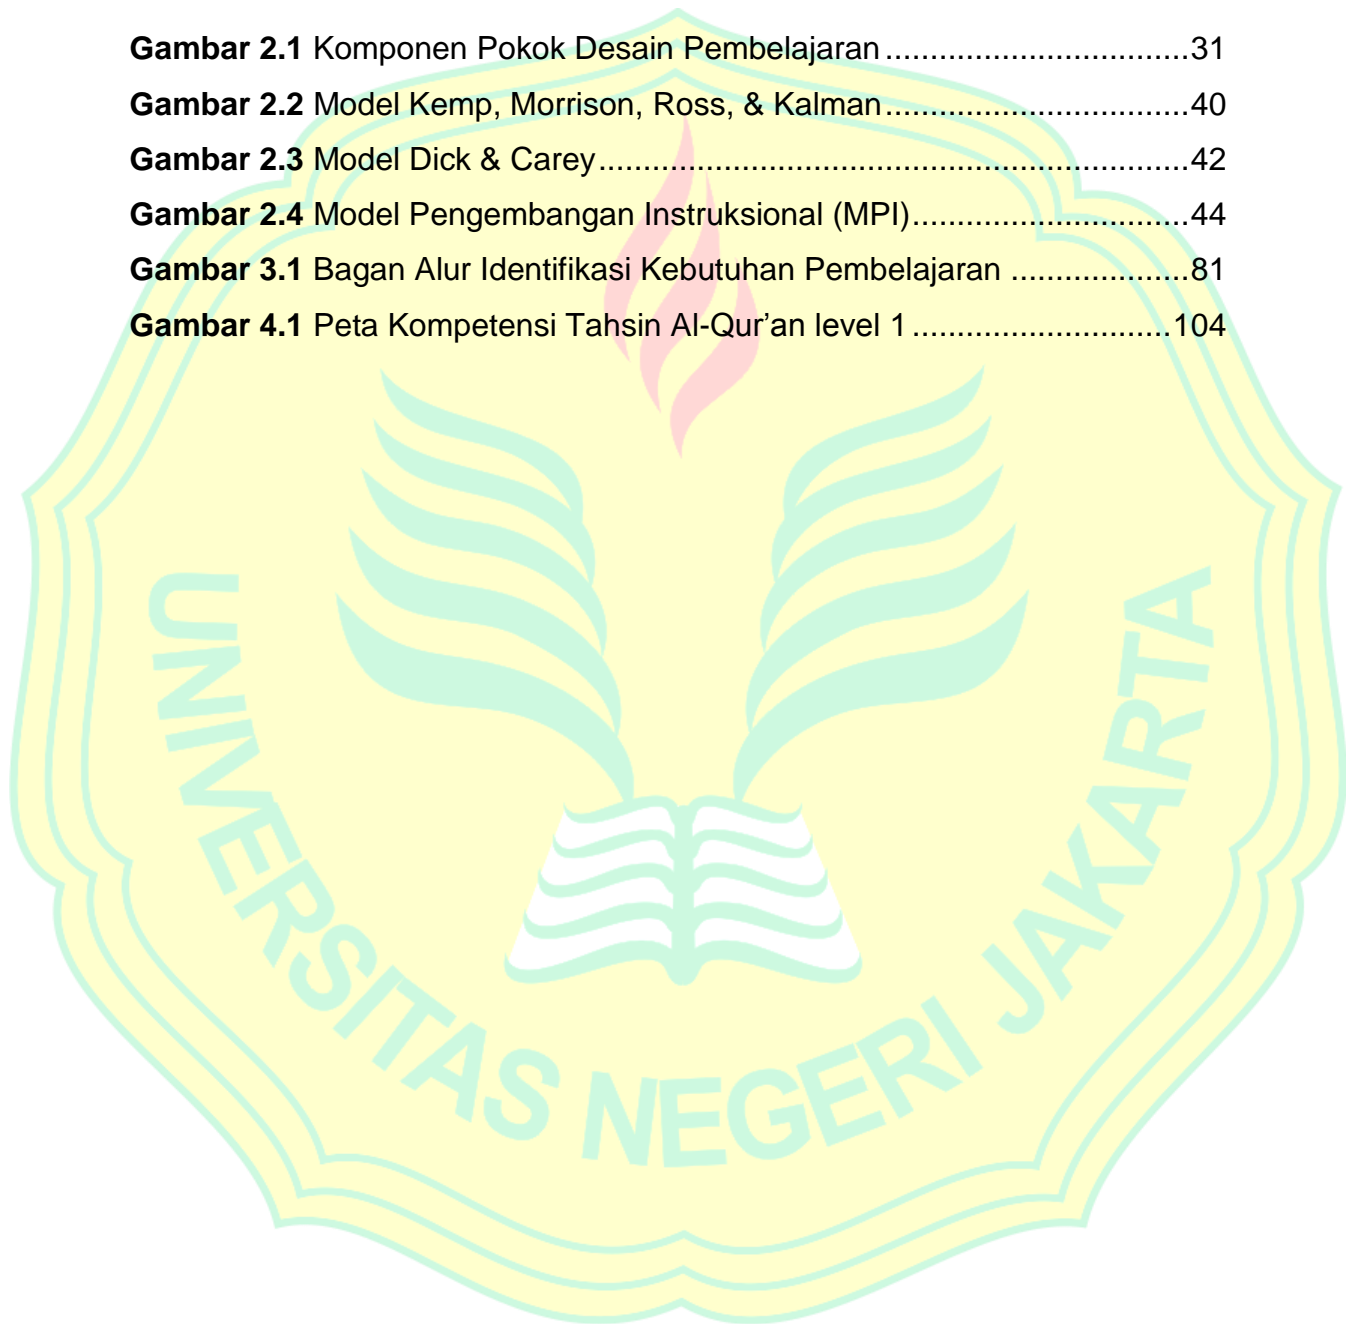 Gambar 2.1 Komponen Pokok Desain Pembelajaran ..................................31
Gambar 2.2 Model Kemp, Morrison, Ross, & Kalman..................................40
Gambar 2.3 Model Dick & Carey..................................................................42
Gambar 2.4 Model Pengembangan Instruksional (MPI)...............................44
Gambar 3.1 Bagan Alur Identifikasi Kebutuhan Pembelajaran ....................81
Gambar 4.1 Peta Kompetensi Tahsin Al-Qur’an level 1.............................104
UNIVERSITAS NEGERI JAKARTA